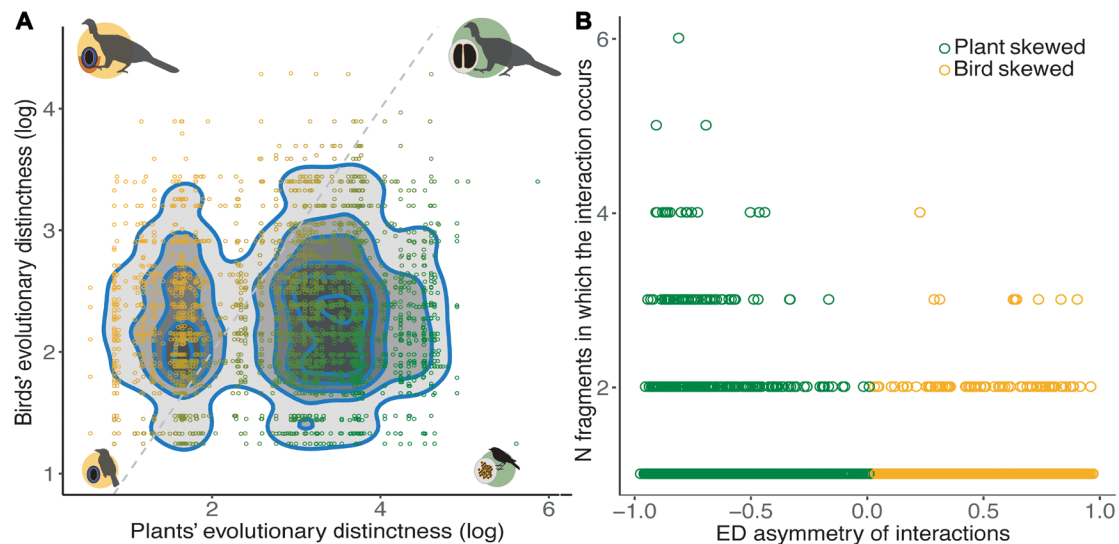 A
Birds' evolutionary distinctness (log)
4
3
2
1
2
4
6
Plants' evolutionary distinctness (log)
B
N fragments in which the interaction occurs
6
4
2
Plant skewed
Bird skewed
−1.0
−0.5
0.0
0.5
1.0
ED asymmetry of interactions